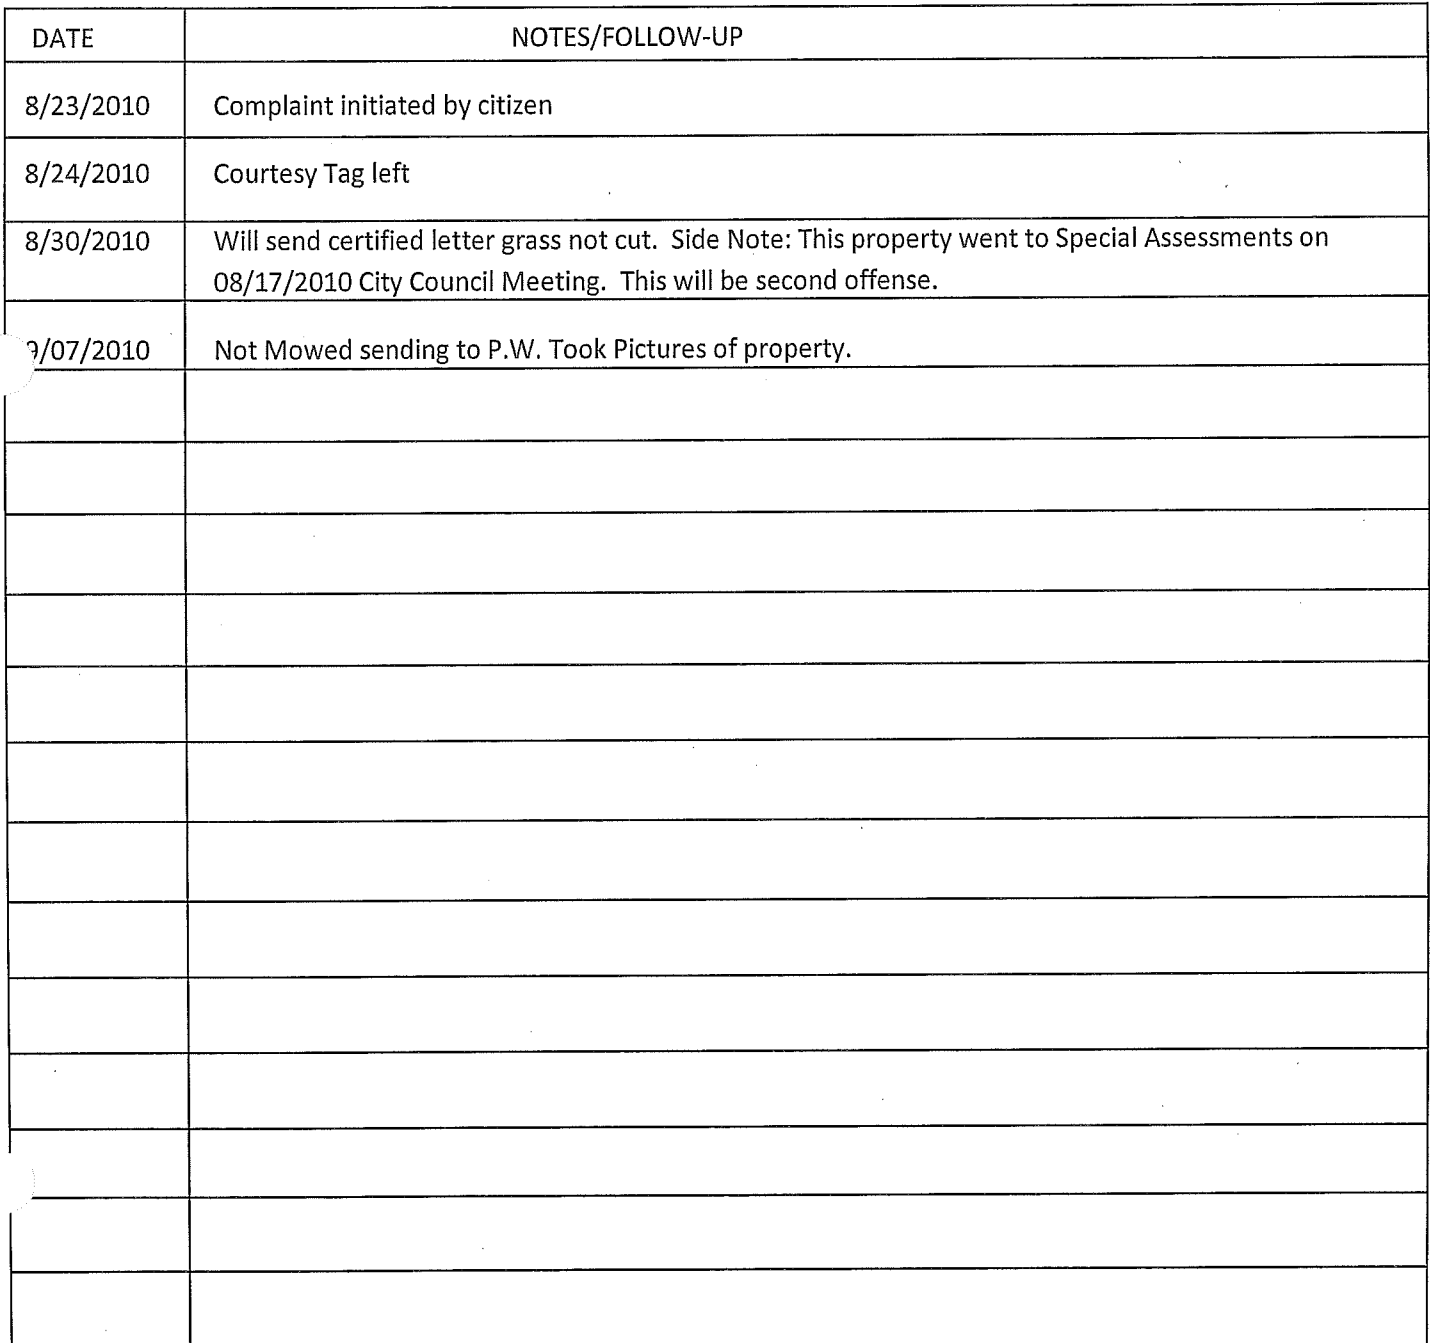 DATE NOTES/FOLLOW-UP
8/23/2010 Complaint initiated by citizen
8/24/2010 Courtesy Tag left
8/30/2010 Will send certified letter grass not cut. Side Note: This property went to Special Assessments on
08/17/2010 City Council Meeting. This will be second offense.
9/07/2010 Not Mowed sending to P.W. Took Pictures of property.